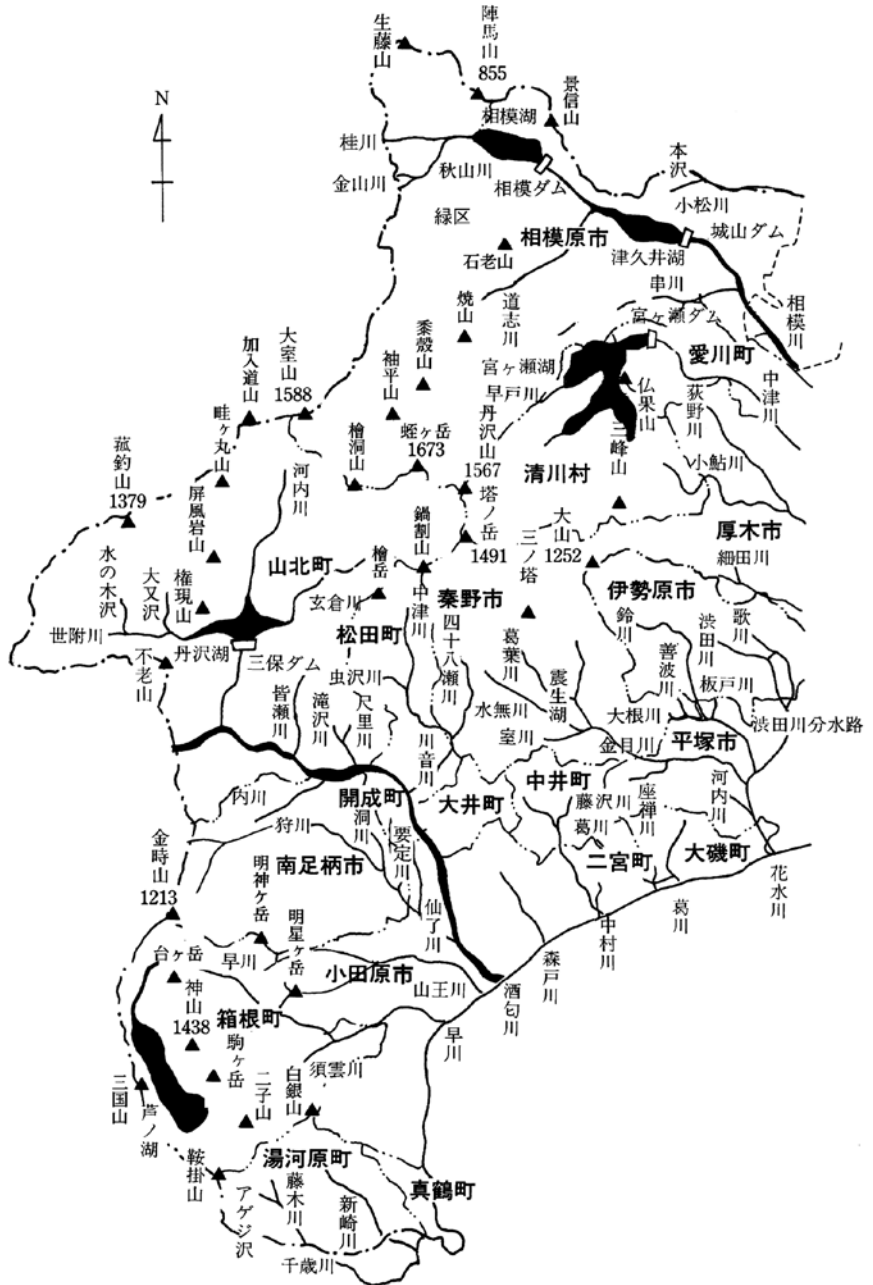 生藤山
陣馬山
855
景信山
N
相模湖
桂川
秋山川
相模ダム
本沢
金山川
小松川
緑区
城山ダム
相模原市
石老山
津久井湖
串川
焼山
道志川
相模川
宮ヶ瀬ダム
愛川町
加入道山
大室山
1588
黍殻山
袖平山
宮ヶ瀬湖
早戸川
仏果山
荻野川
中津川
畦ヶ丸山
丹沢山
1567
三峰山
菰釣山
1379
檜洞山
蛭ヶ岳
1673
小鮎川
清川村
河内川
屏風岩山
塔ノ岳
1491
鍋割山
大山
1252
三ノ塔
厚木市
細田川
水の木沢
大又沢
権現山
山北町
檜岳
玄倉川
中津川
秦野市
伊勢原市
世附川
丹沢湖
三保ダム
松田町
四十八瀬川
葛葉川
鈴川
渋田川
歌川
不老山
虫沢川
善波川
板戸川
皆瀬川
滝沢川
尺里川
水無川
震生湖
大根川
渋田川分水路
室川
金目川
平塚市
川音川
中井町
内川
開成町
大井町
藤沢川
座禅川
河内川
狩川
洞川
要定川
葛川
金時山
1213
明神ヶ岳
南足柄市
二宮町
大磯町
明星ヶ岳
仙了川
花水川
台ヶ岳
早川
小田原市
中村川
葛川
神山
1438
箱根町
山王川
森戸川
酒匂川
駒ヶ岳
早川
三国山
芦ノ湖
二子山
白銀山
須雲川
鞍掛山
湯河原町
アゲジ沢
藤木川
新崎川
真鶴町
千歳川